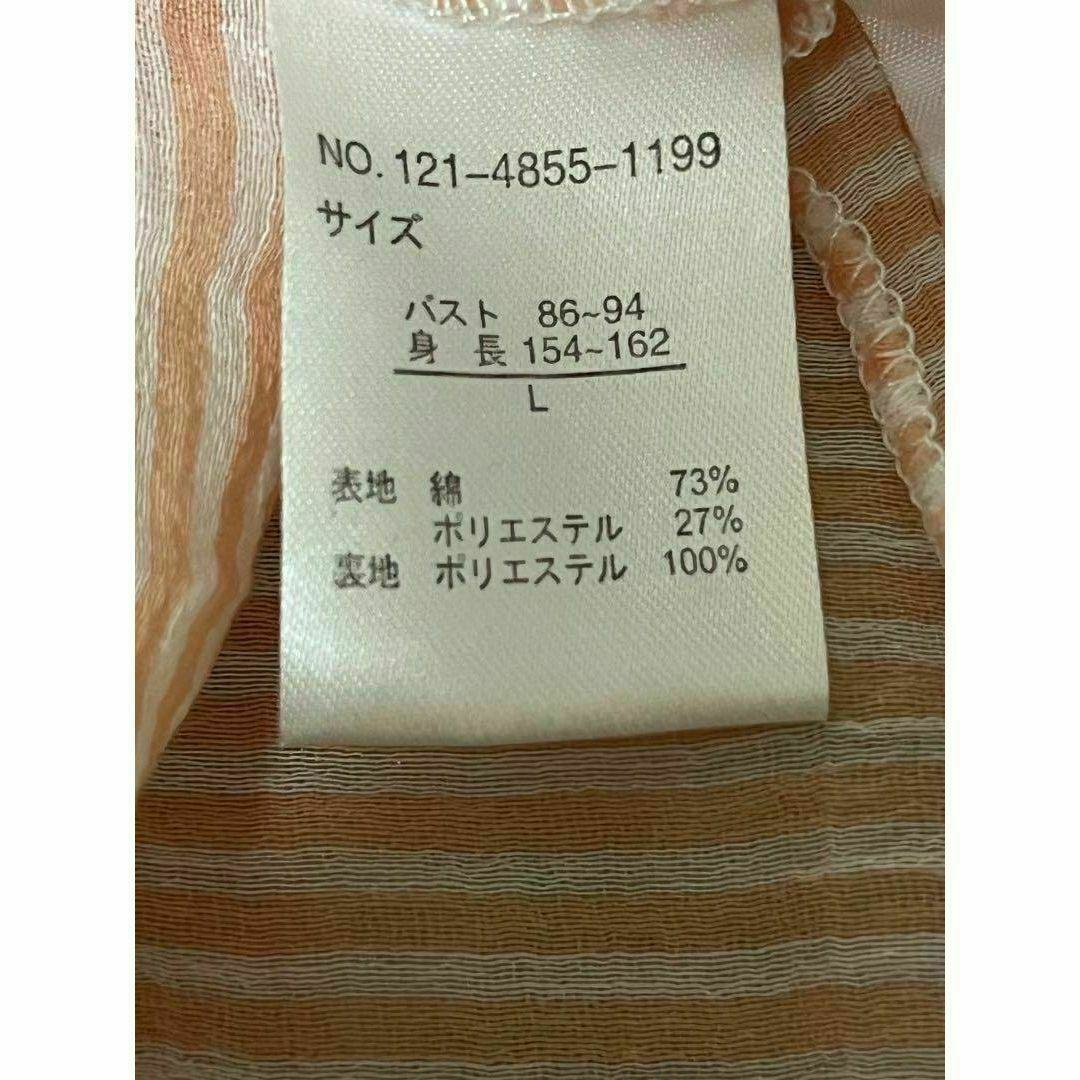 NO. 121-4855-1199
サイズ
バスト 86~94
身長 154~162
L
表地 綿 73%
ポリエステル 27%
裏地 ポリエステル 100%